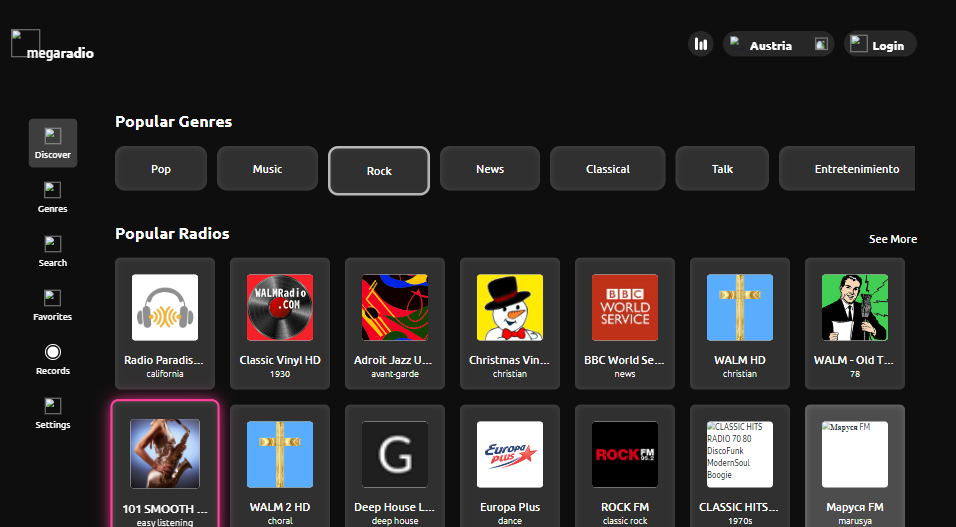 megaradio
Austria
Login
Popular Genres
Discover
Pop
Music
Rock
News
Classical
Talk
Entretenimiento
Genres
Popular Radios
See More
Search
Favorites
Records
Settings
WALMRadio
.COM
BBC
WORLD
SERVICE
Radio Paradis...
Classic Vinyl HD
Adroit Jazz U...
Christmas Vin...
BBC World Se...
WALM HD
WALM - Old T...
california
1930
avant-garde
christian
news
christian
78
G
Europa
Plus
ROCK FM
95.2
CLASSIC HITS
RADIO 70 80
DiscoFunk
ModernSoul
Boogie
Маруся FM
101 SMOOTH ...
WALM 2 HD
Deep House L...
Europa Plus
ROCK FM
CLASSIC HITS...
Маруся FM
easy listening
choral
deep house
dance
classic rock
1970s
marusya